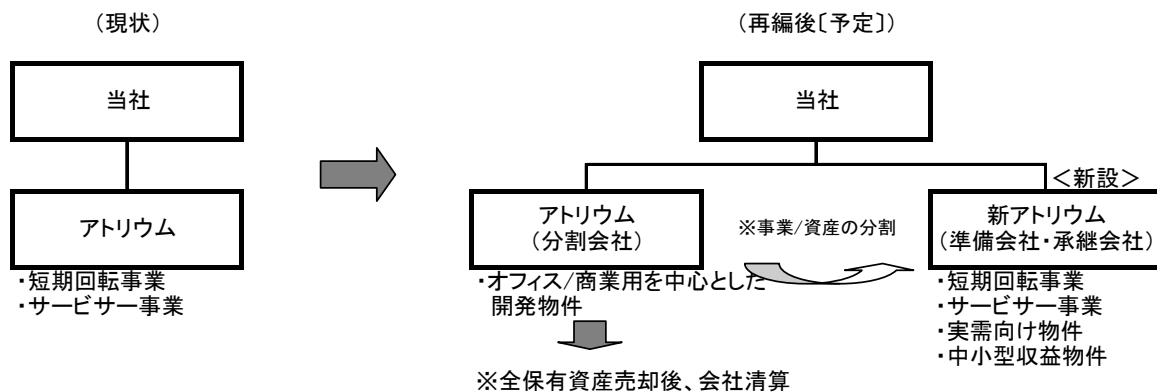 （現状）
当社
アトリウム
・短期回転事業
・サービサー事業
（再編後〔予定〕）
当社
アトリウム
（分割会社）
・オフィス/商業用を中心とした
開発物件
※全保有資産売却後、会社清算
※事業/資産の分割
＜新設＞
新アトリウム
（準備会社・承継会社）
・短期回転事業
・サービサー事業
・実需向け物件
・中小型収益物件